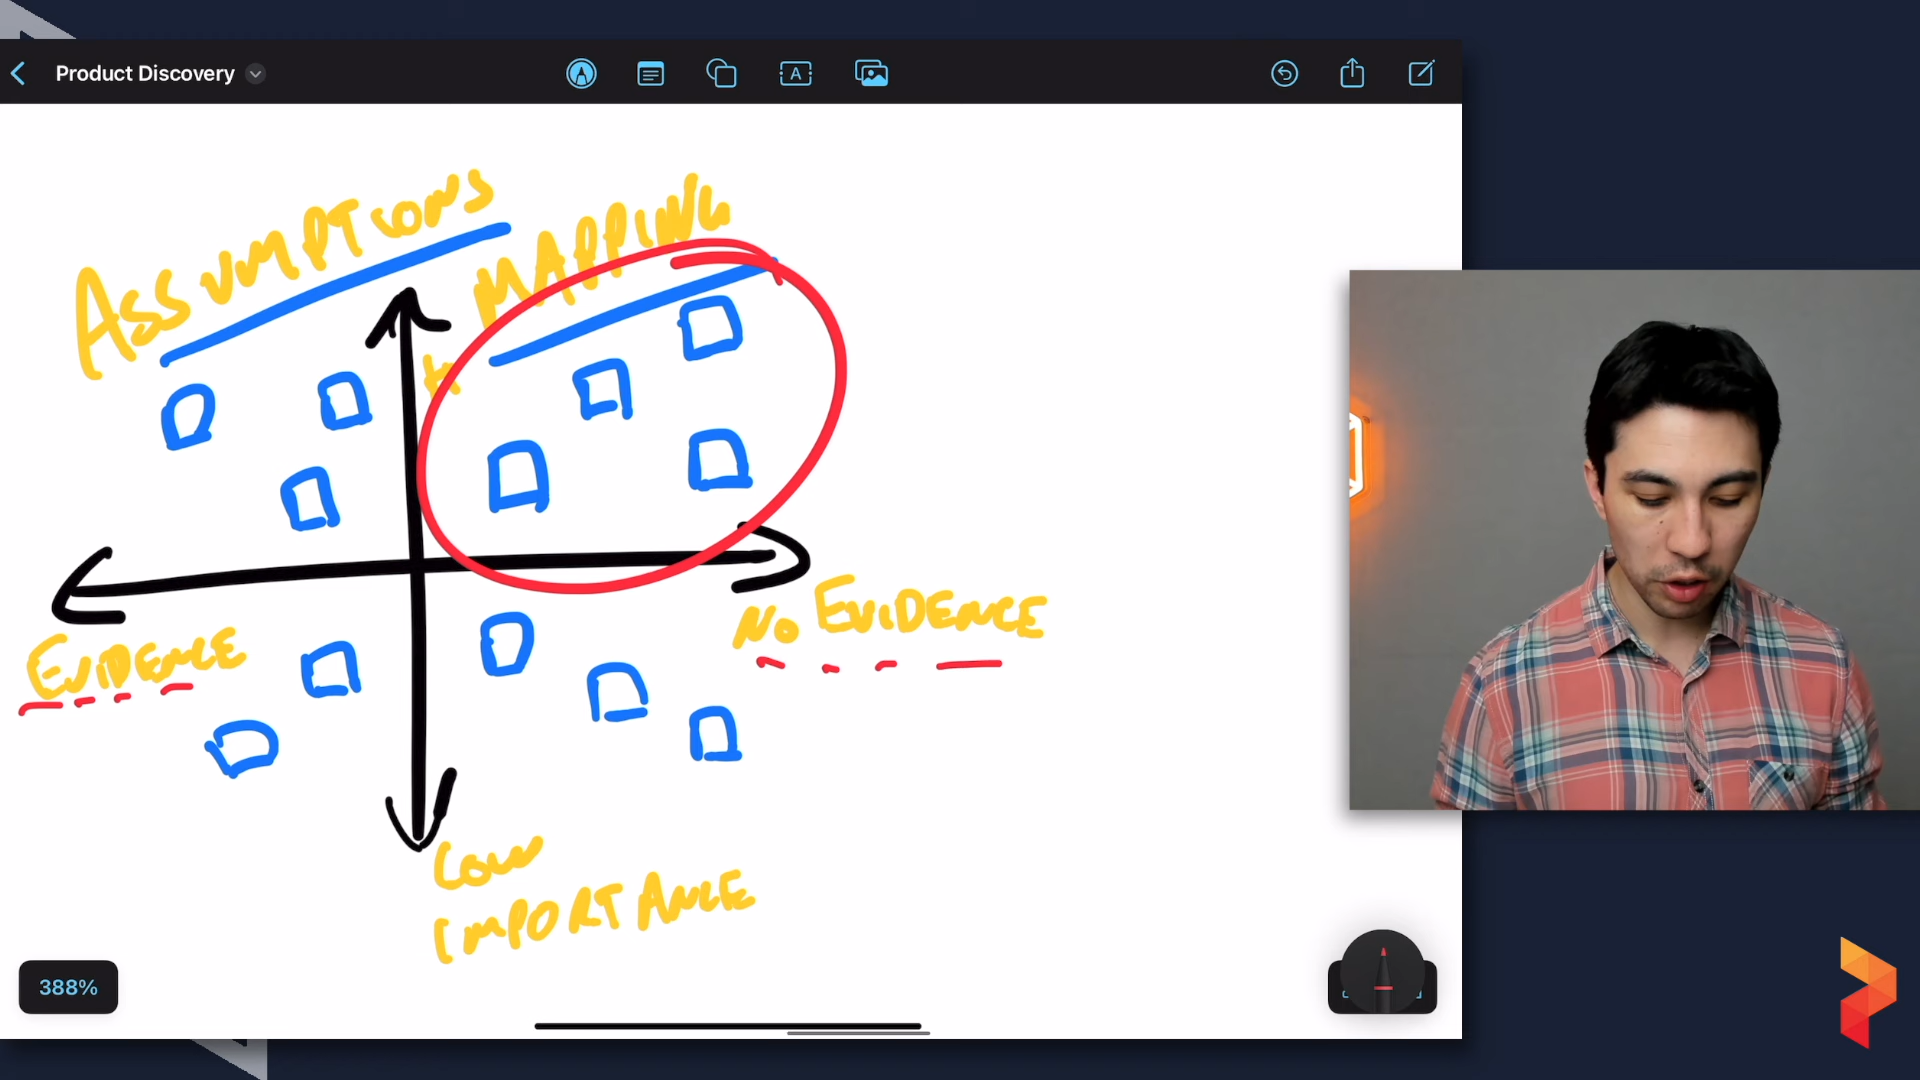 Product Discovery
A
ASSUMPTIONS
MAPPING
H
EVIDENCE
NO EVIDENCE
LOW
IMPORTANCE
388%